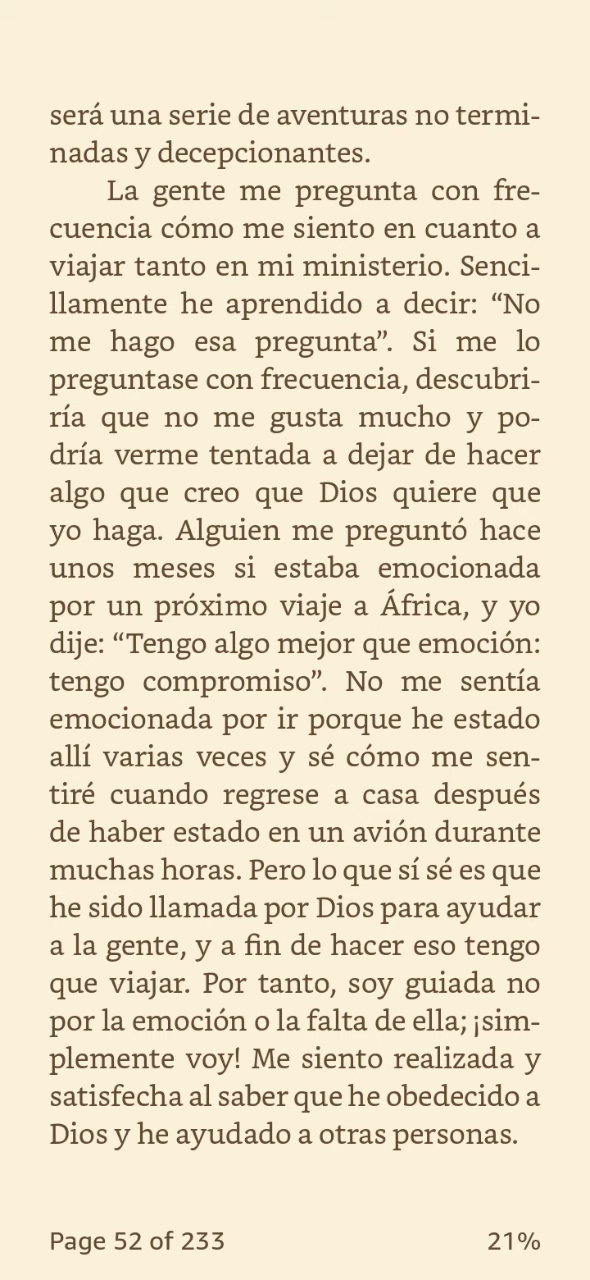 será una serie de aventuras no termi-
nadas y decepcionantes.
La gente me pregunta con fre-
cuencia cómo me siento en cuanto a
viajar tanto en mi ministerio. Senci-
llamente he aprendido a decir: “No
me hago esa pregunta”. Si me lo
preguntase con frecuencia, descubri-
ría que no me gusta mucho y po-
dría verme tentada a dejar de hacer
algo que creo que Dios quiere que
yo haga. Alguien me preguntó hace
unos meses si estaba emocionada
por un próximo viaje a África, y yo
dije: “Tengo algo mejor que emoción:
tengo compromiso”. No me sentía
emocionada por ir porque he estado
allí varias veces y sé cómo me sen-
tiré cuando regrese a casa después
de haber estado en un avión durante
muchas horas. Pero lo que sí sé es que
he sido llamada por Dios para ayudar
a la gente, y a fin de hacer eso tengo
que viajar. Por tanto, soy guiada no
por la emoción o la falta de ella; ¡sim-
plemente voy! Me siento realizada y
satisfecha al saber que he obedecido a
Dios y he ayudado a otras personas.
Page 52 of 233 21%